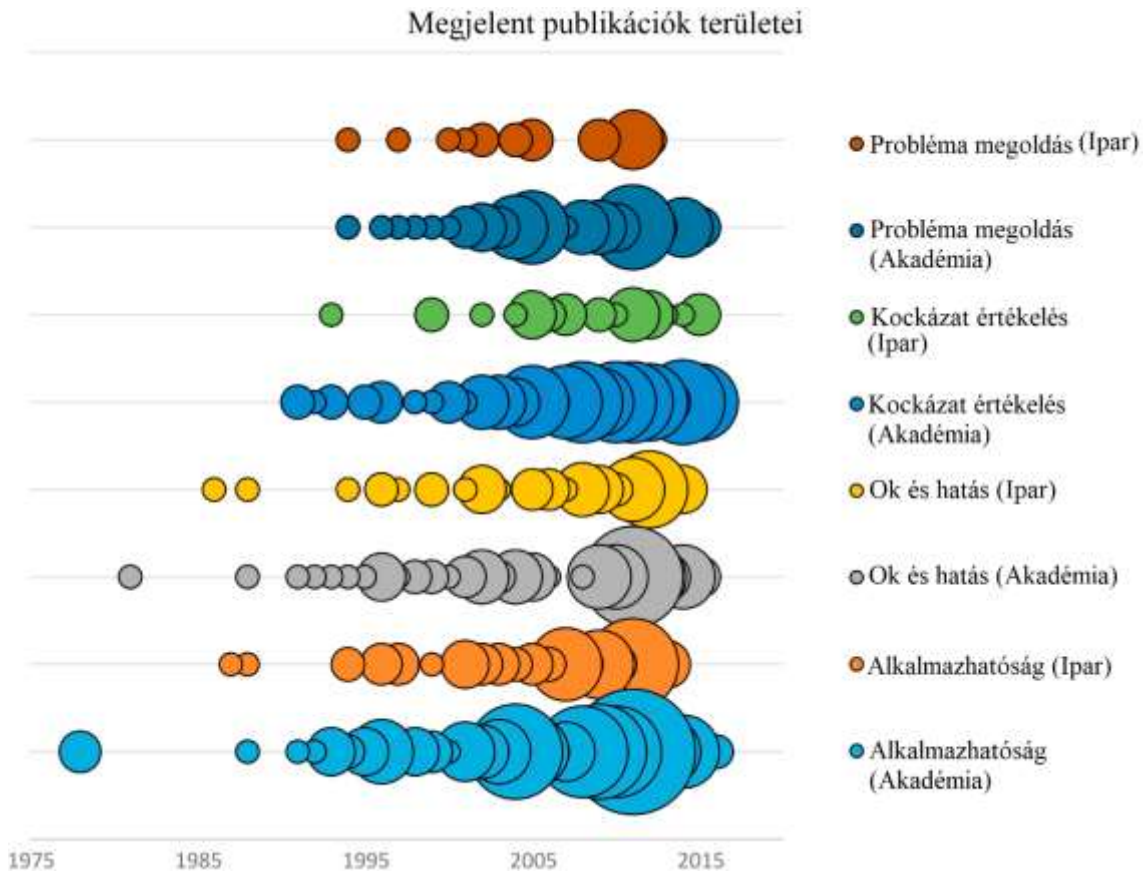 Megjelent publikációk területei
Probléma megoldás (Ipar)
Probléma megoldás
(Akadémia)
Kockázat értékelés
(Ipar)
Kockázat értékelés
(Akadémia)
Ok és hatás (Ipar)
Ok és hatás (Akadémia)
Alkalmazhatóság (Ipar)
Alkalmazhatóság
(Akadémia)
1975 1985 1995 2005 2015